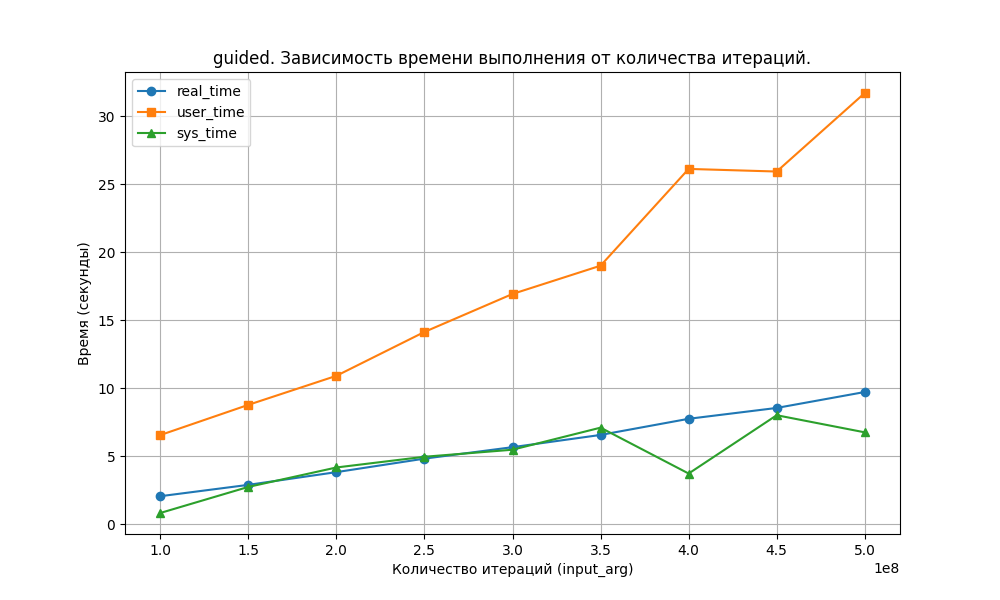 guided. Зависимость времени выполнения от количества итераций.
real_time
user_time
sys_time
Время (секунды)
30
25
20
15
10
5
0
1.0 1.5 2.0 2.5 3.0 3.5 4.0 4.5 5.0
1e8
Количество итераций (input_arg)